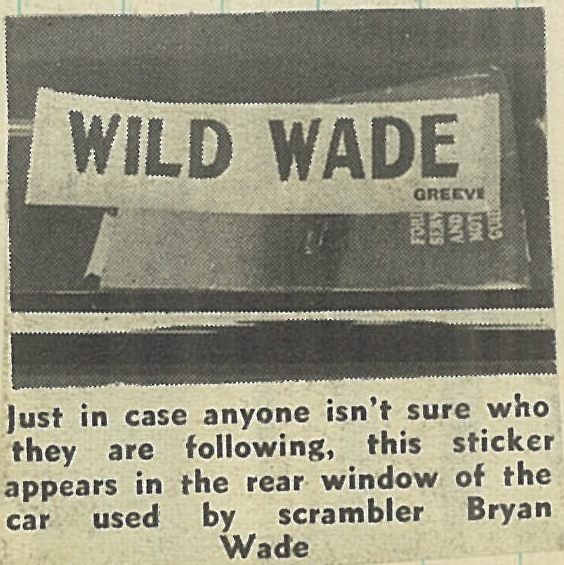 WILD WADE
GREEVE
AND
Just in case anyone isn't sure who
they are following, this sticker
appears in the rear window of the
car used by scrambler Bryan
Wade